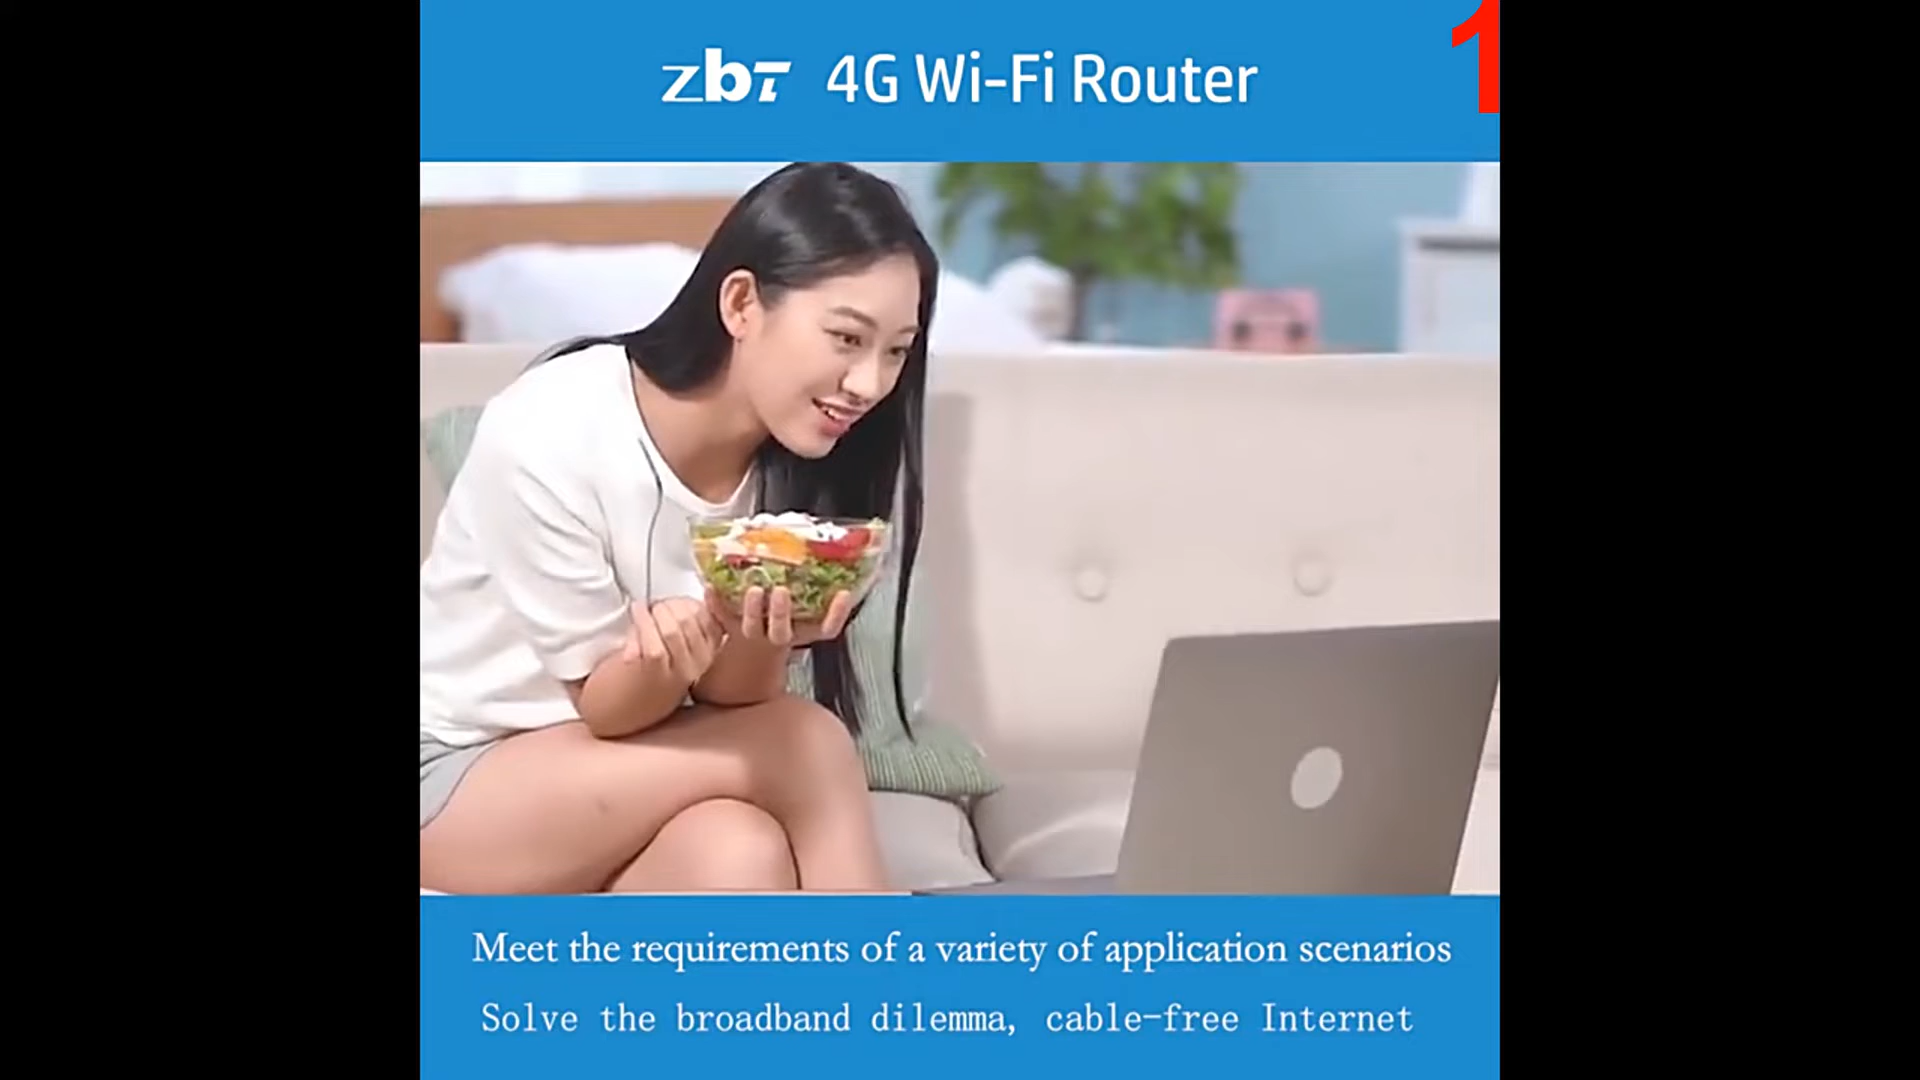 zbt 4G Wi-Fi Router
1
Meet the requirements of a variety of application scenarios
Solve the broadband dilemma, cable-free Internet